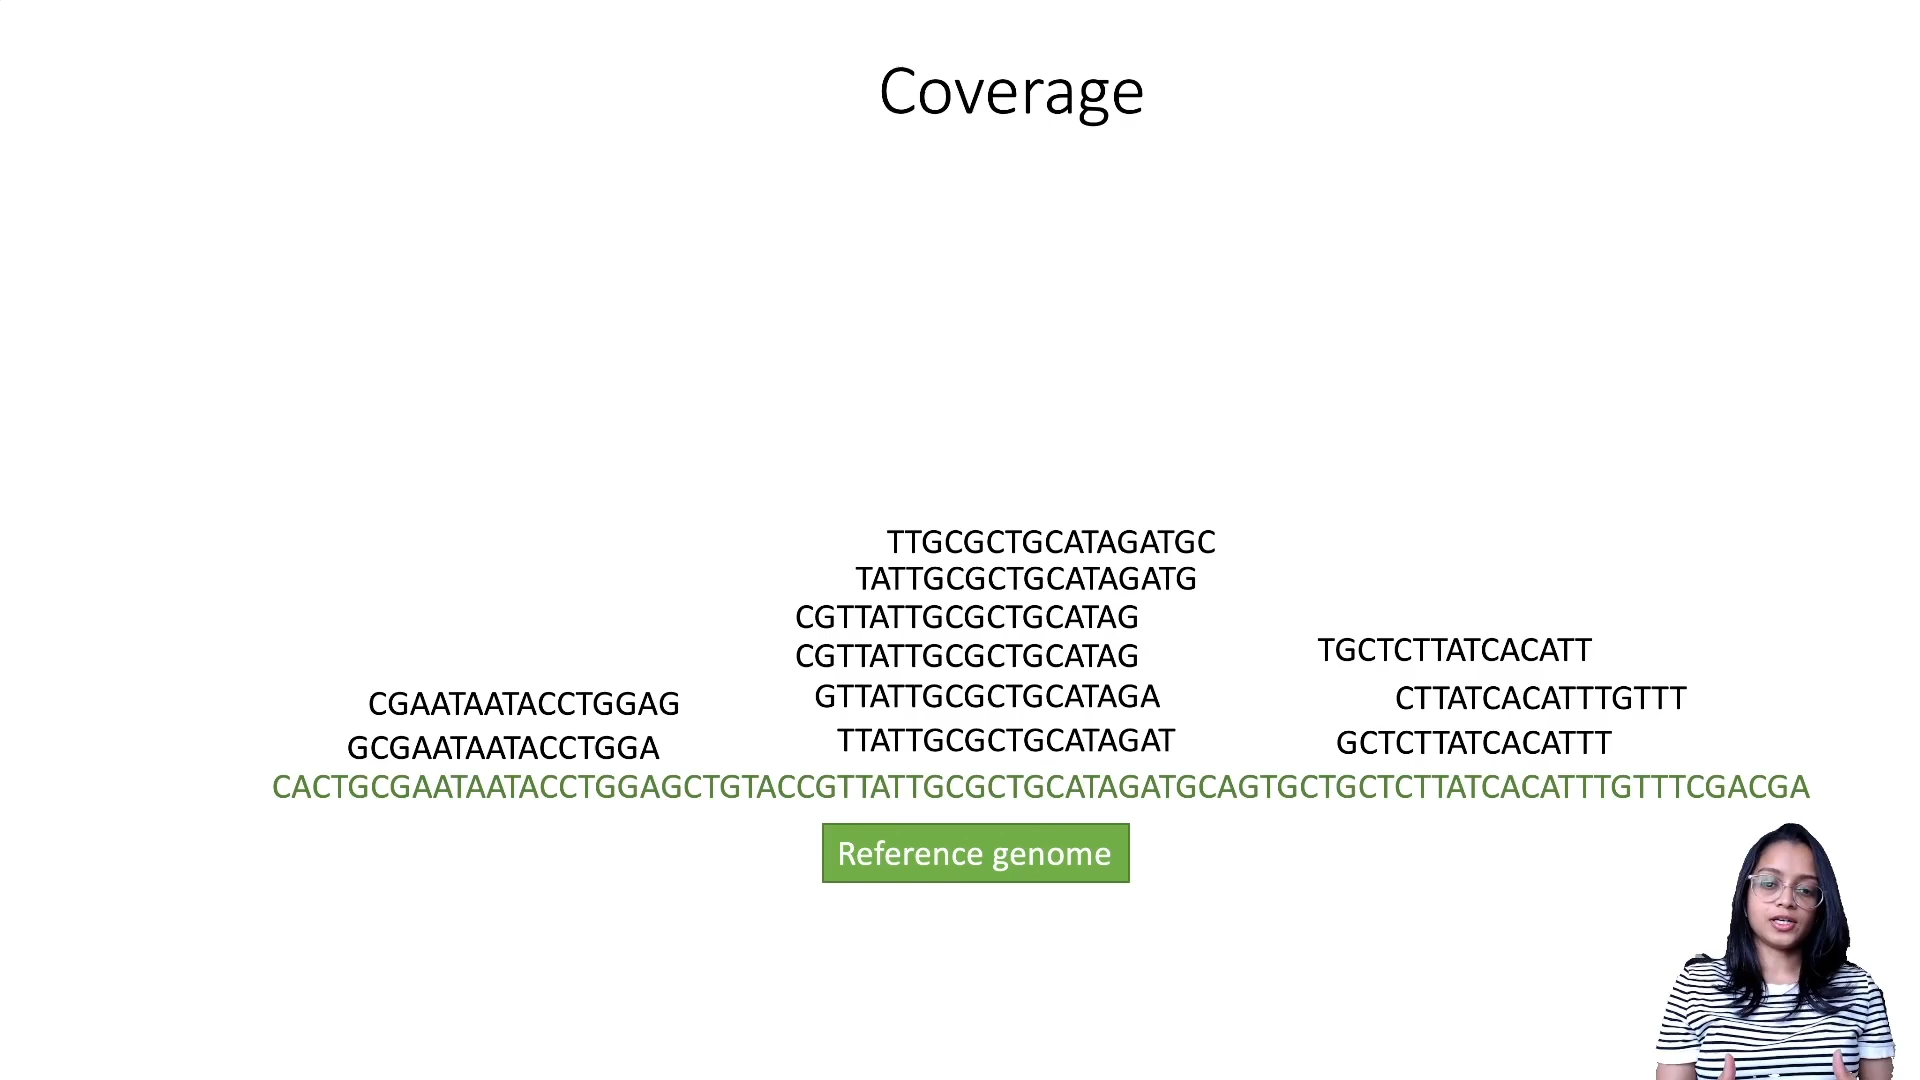 Coverage
TTGCGCTGCATAGATGC
TATTGCGCTGCATAGATG
CGTTATTGCGCTGCATAG
CGTTATTGCGCTGCATAG
TGCTCTTATCACATT
GTTATTGCGCTGCATAGA
CTTATCACATTTGTTT
CGAATAATACCTGGAG
TTATTGCGCTGCATAGAT
GCTCTTATCACATTT
GCGAATAATACCTGGA
CACTGCGAATAATACCTGGAGCTGTACCGTTATTGCGCTGCATAGATGCAGTGCTGCTCTTATCACATTTGTTTCGACGA
Reference genome